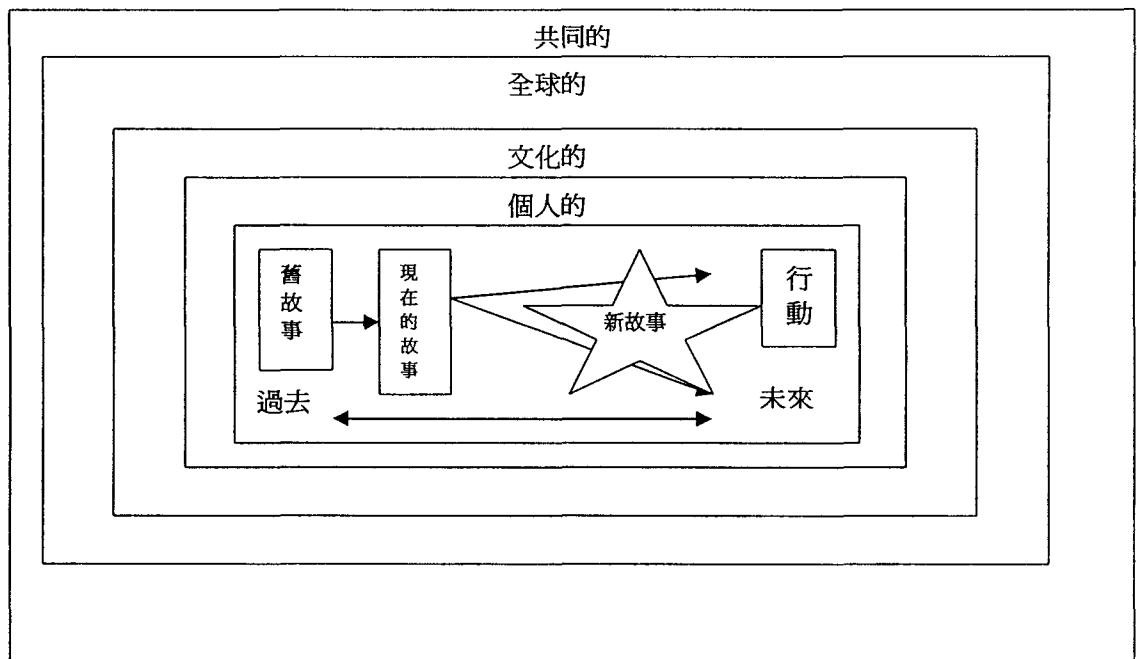 共同的
全球的
文化的
個人的
舊故事
現在的故事
新故事
行動
過去
未來